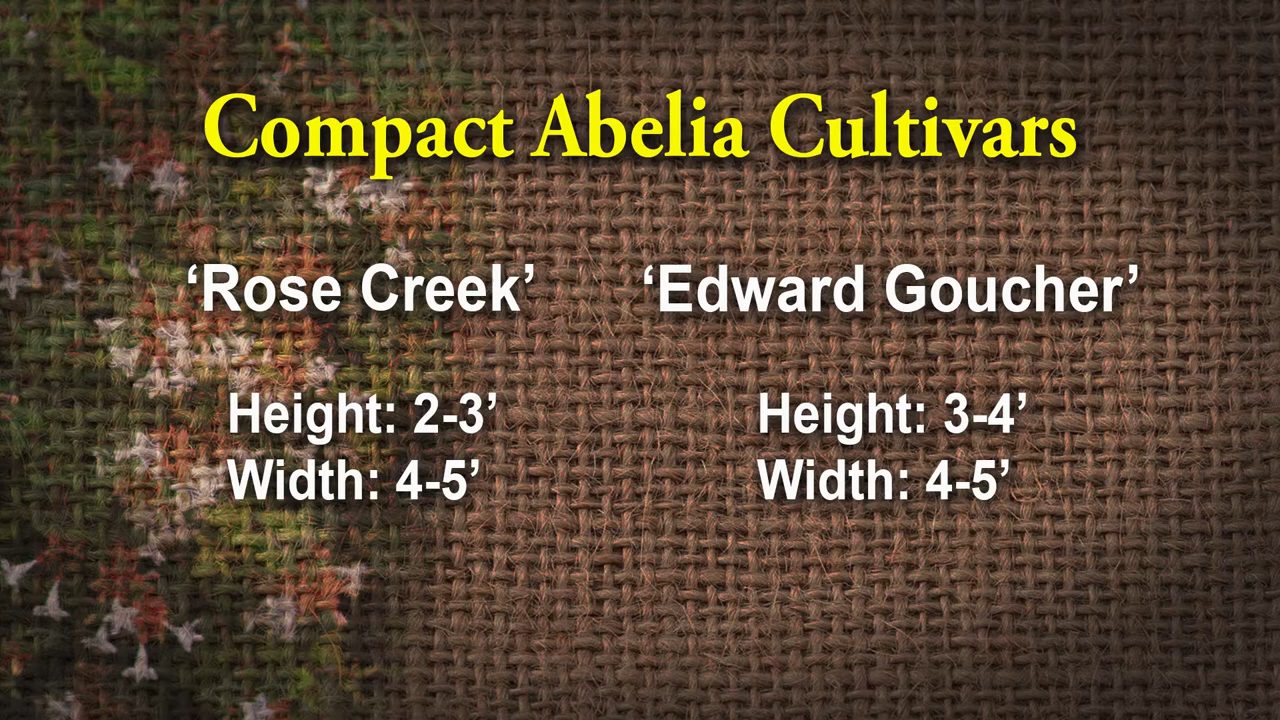 Compact Abelia Cultivars
‘Rose Creek’
Height: 2-3’
Width: 4-5’
‘Edward Goucher’
Height: 3-4’
Width: 4-5’